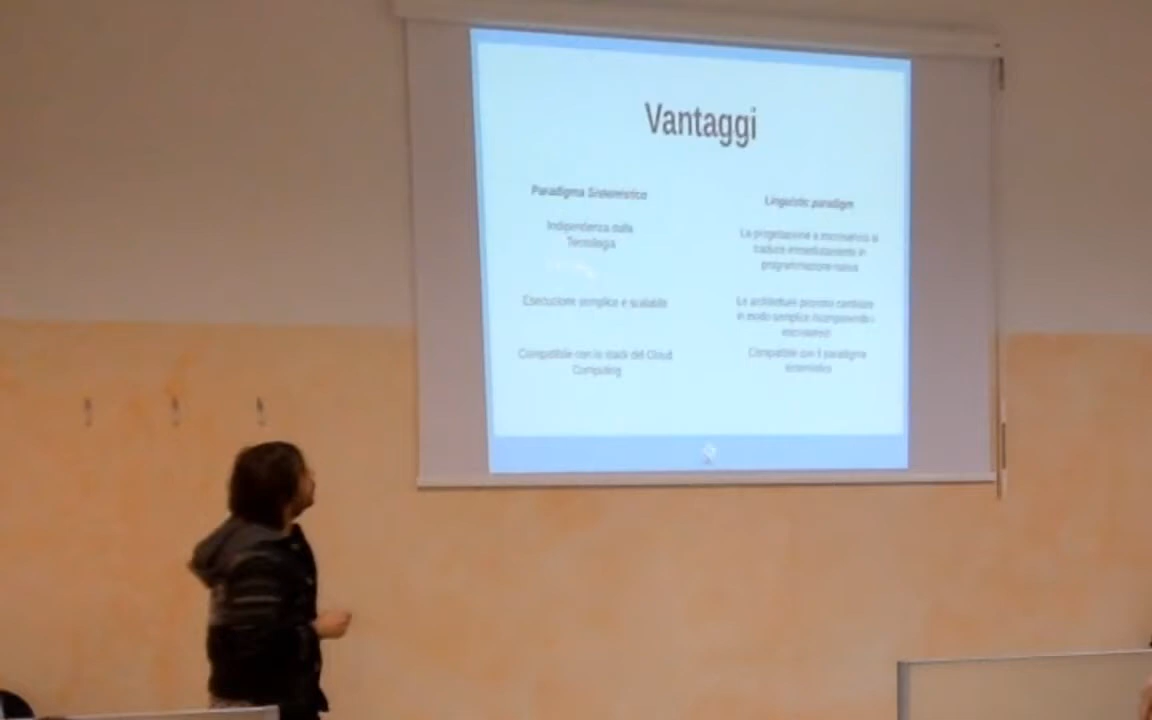 Vantaggi
Paradigma Sistemistico
Indipendenza dalla
Tecnologia
Esecuzione semplice e scalabile
Compatibile con lo stack del Cloud
Computing
Linguistic paradigm
La progettazione a microservizi si
traduce immediatamente in
programmazione nativa
Le architetture possono cambiare
in modo semplice ricomponendo i
microservizi
Compatibile con il paradigma
sistemistico